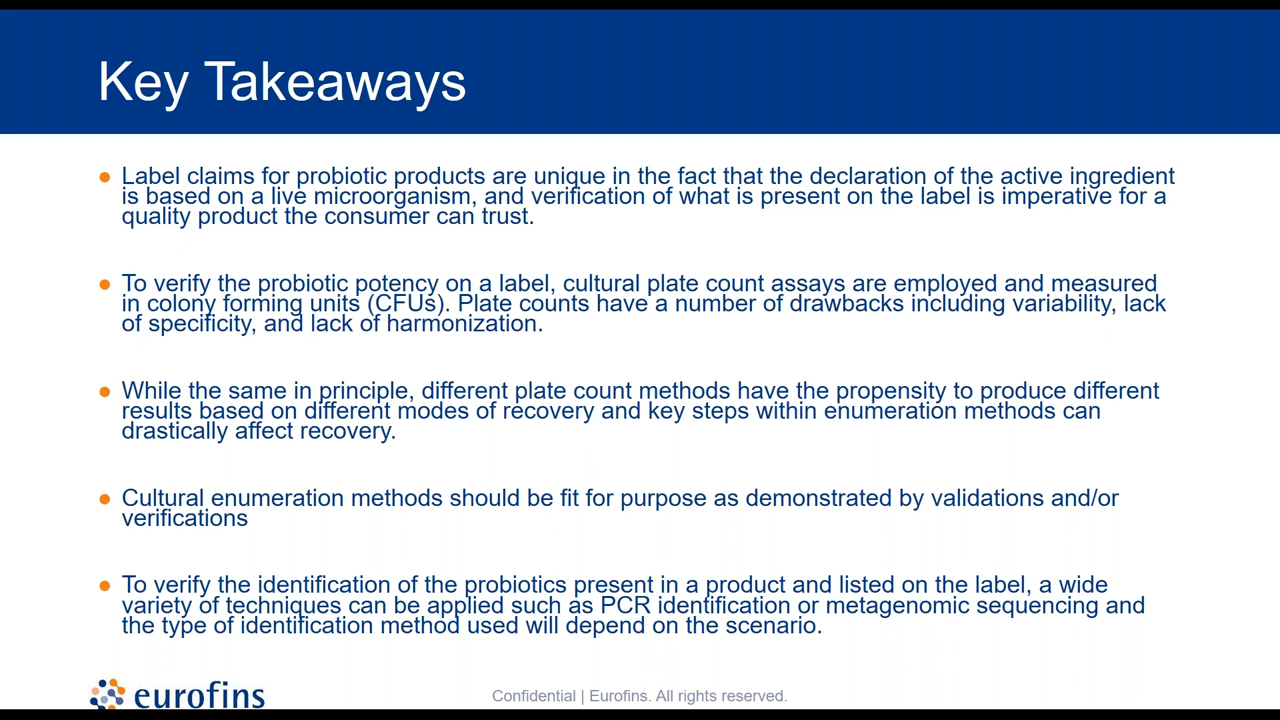 Key Takeaways
Label claims for probiotic products are unique in the fact that the declaration of the active ingredient
is based on a live microorganism, and verification of what is present on the label is imperative for a
quality product the consumer can trust.
To verify the probiotic potency on a label, cultural plate count assays are employed and measured
in colony forming units (CFUs). Plate counts have a number of drawbacks including variability, lack
of specificity, and lack of harmonization.
While the same in principle, different plate count methods have the propensity to produce different
results based on different modes of recovery and key steps within enumeration methods can
drastically affect recovery.
Cultural enumeration methods should be fit for purpose as demonstrated by validations and/or
verifications
To verify the identification of the probiotics present in a product and listed on the label, a wide
variety of techniques can be applied such as PCR identification or metagenomic sequencing and
the type of identification method used will depend on the scenario.
eurofins
Confidential | Eurofins. All rights reserved.